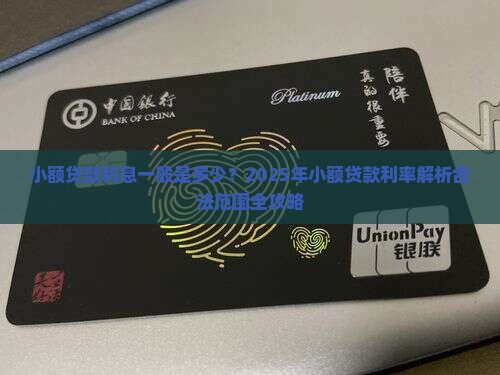 中国银行
BANK OF CHINA
Platinum
陪伴
真的很重要
小额贷款利息一般是多少？2025年小额贷款利率解析合
法范围全攻略
UnionPay
银联